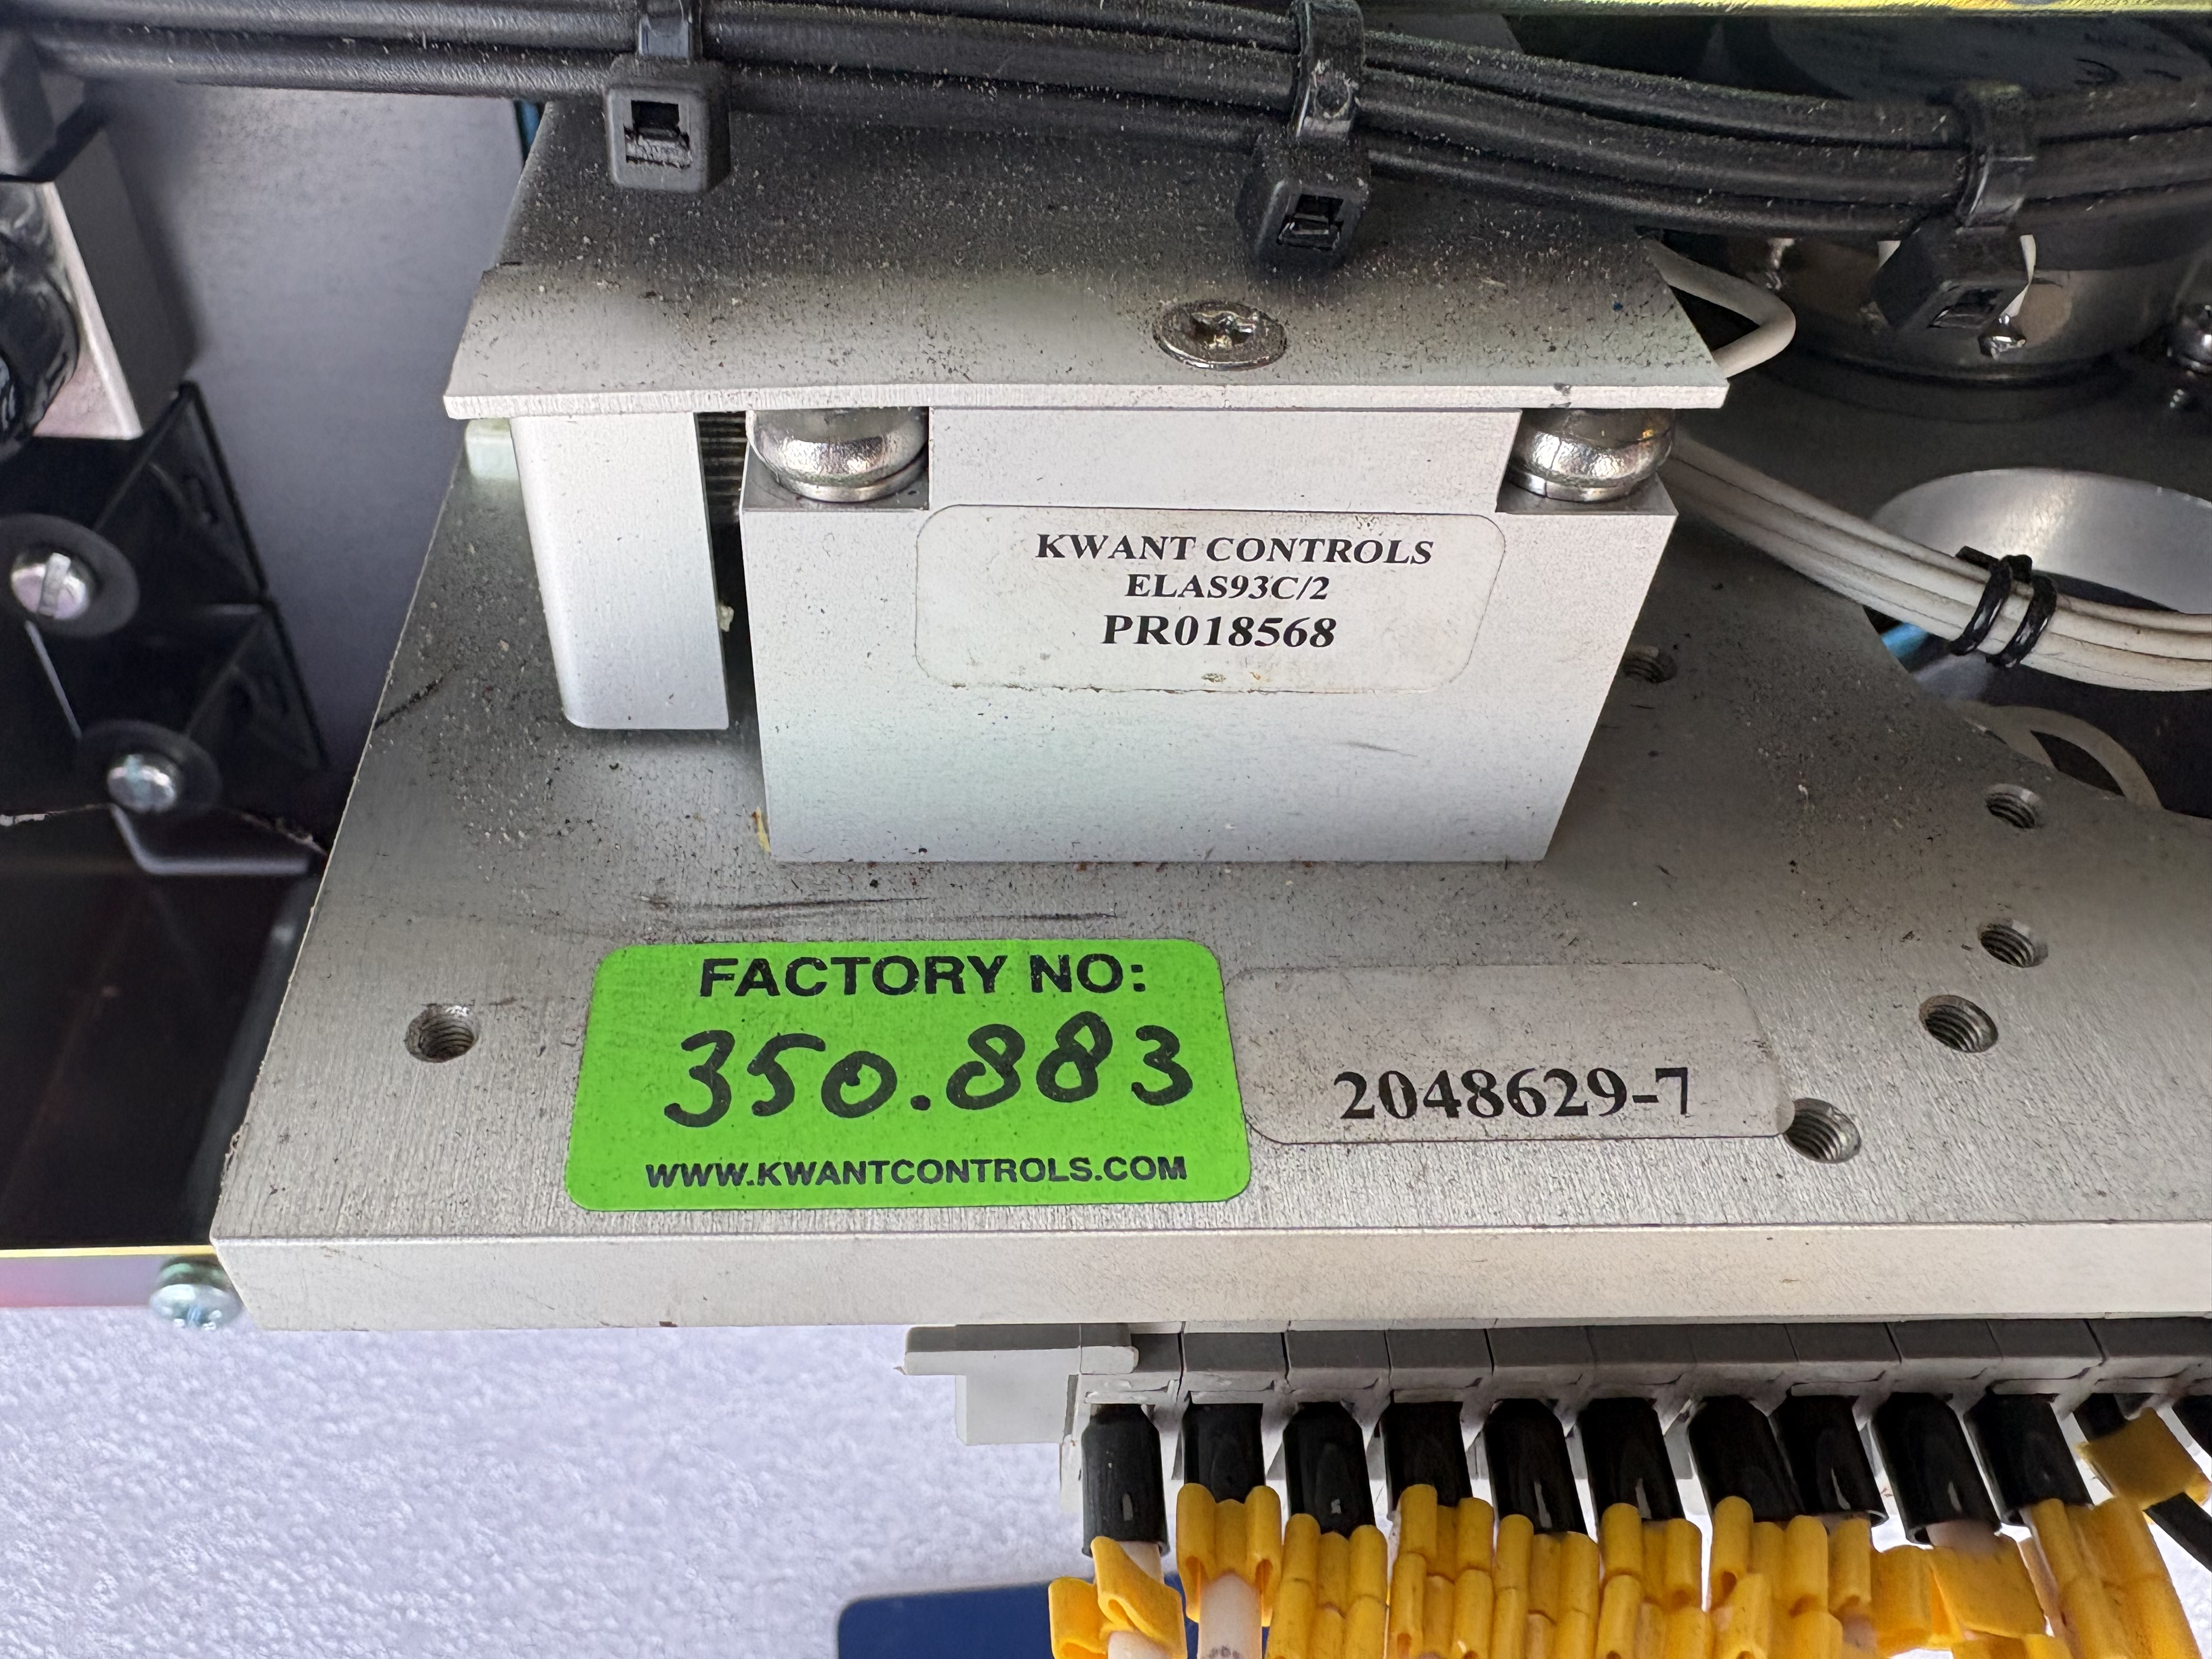 KWANT CONTROLS
ELAS93C/2
PR018568
FACTORY NO:
350.883
WWW.KWANTCONTROLS.COM
2048629-7